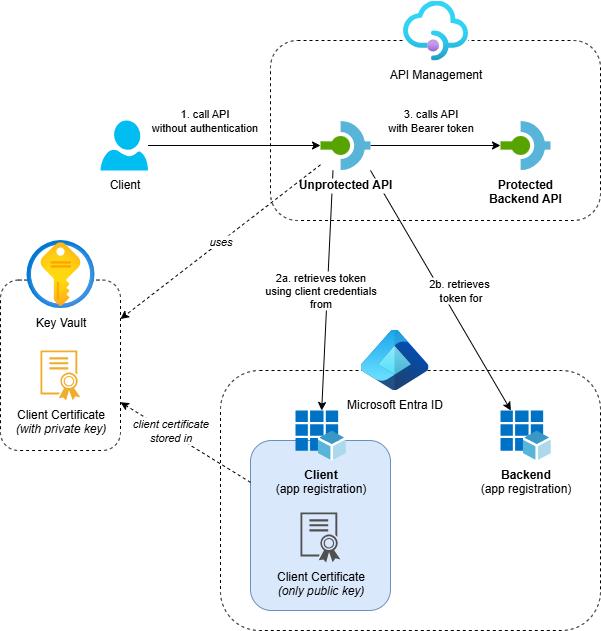 API Management
1. call API
without authentication
3. calls API
with Bearer token
Client
Unprotected API
Protected
Backend API
uses
2a. retrieves token
using client credentials
from
2b. retrieves
token for
Key Vault
Client Certificate
(with private key)
Microsoft Entra ID
client certificate
stored in
Client
(app registration)
Backend
(app registration)
Client Certificate
(only public key)